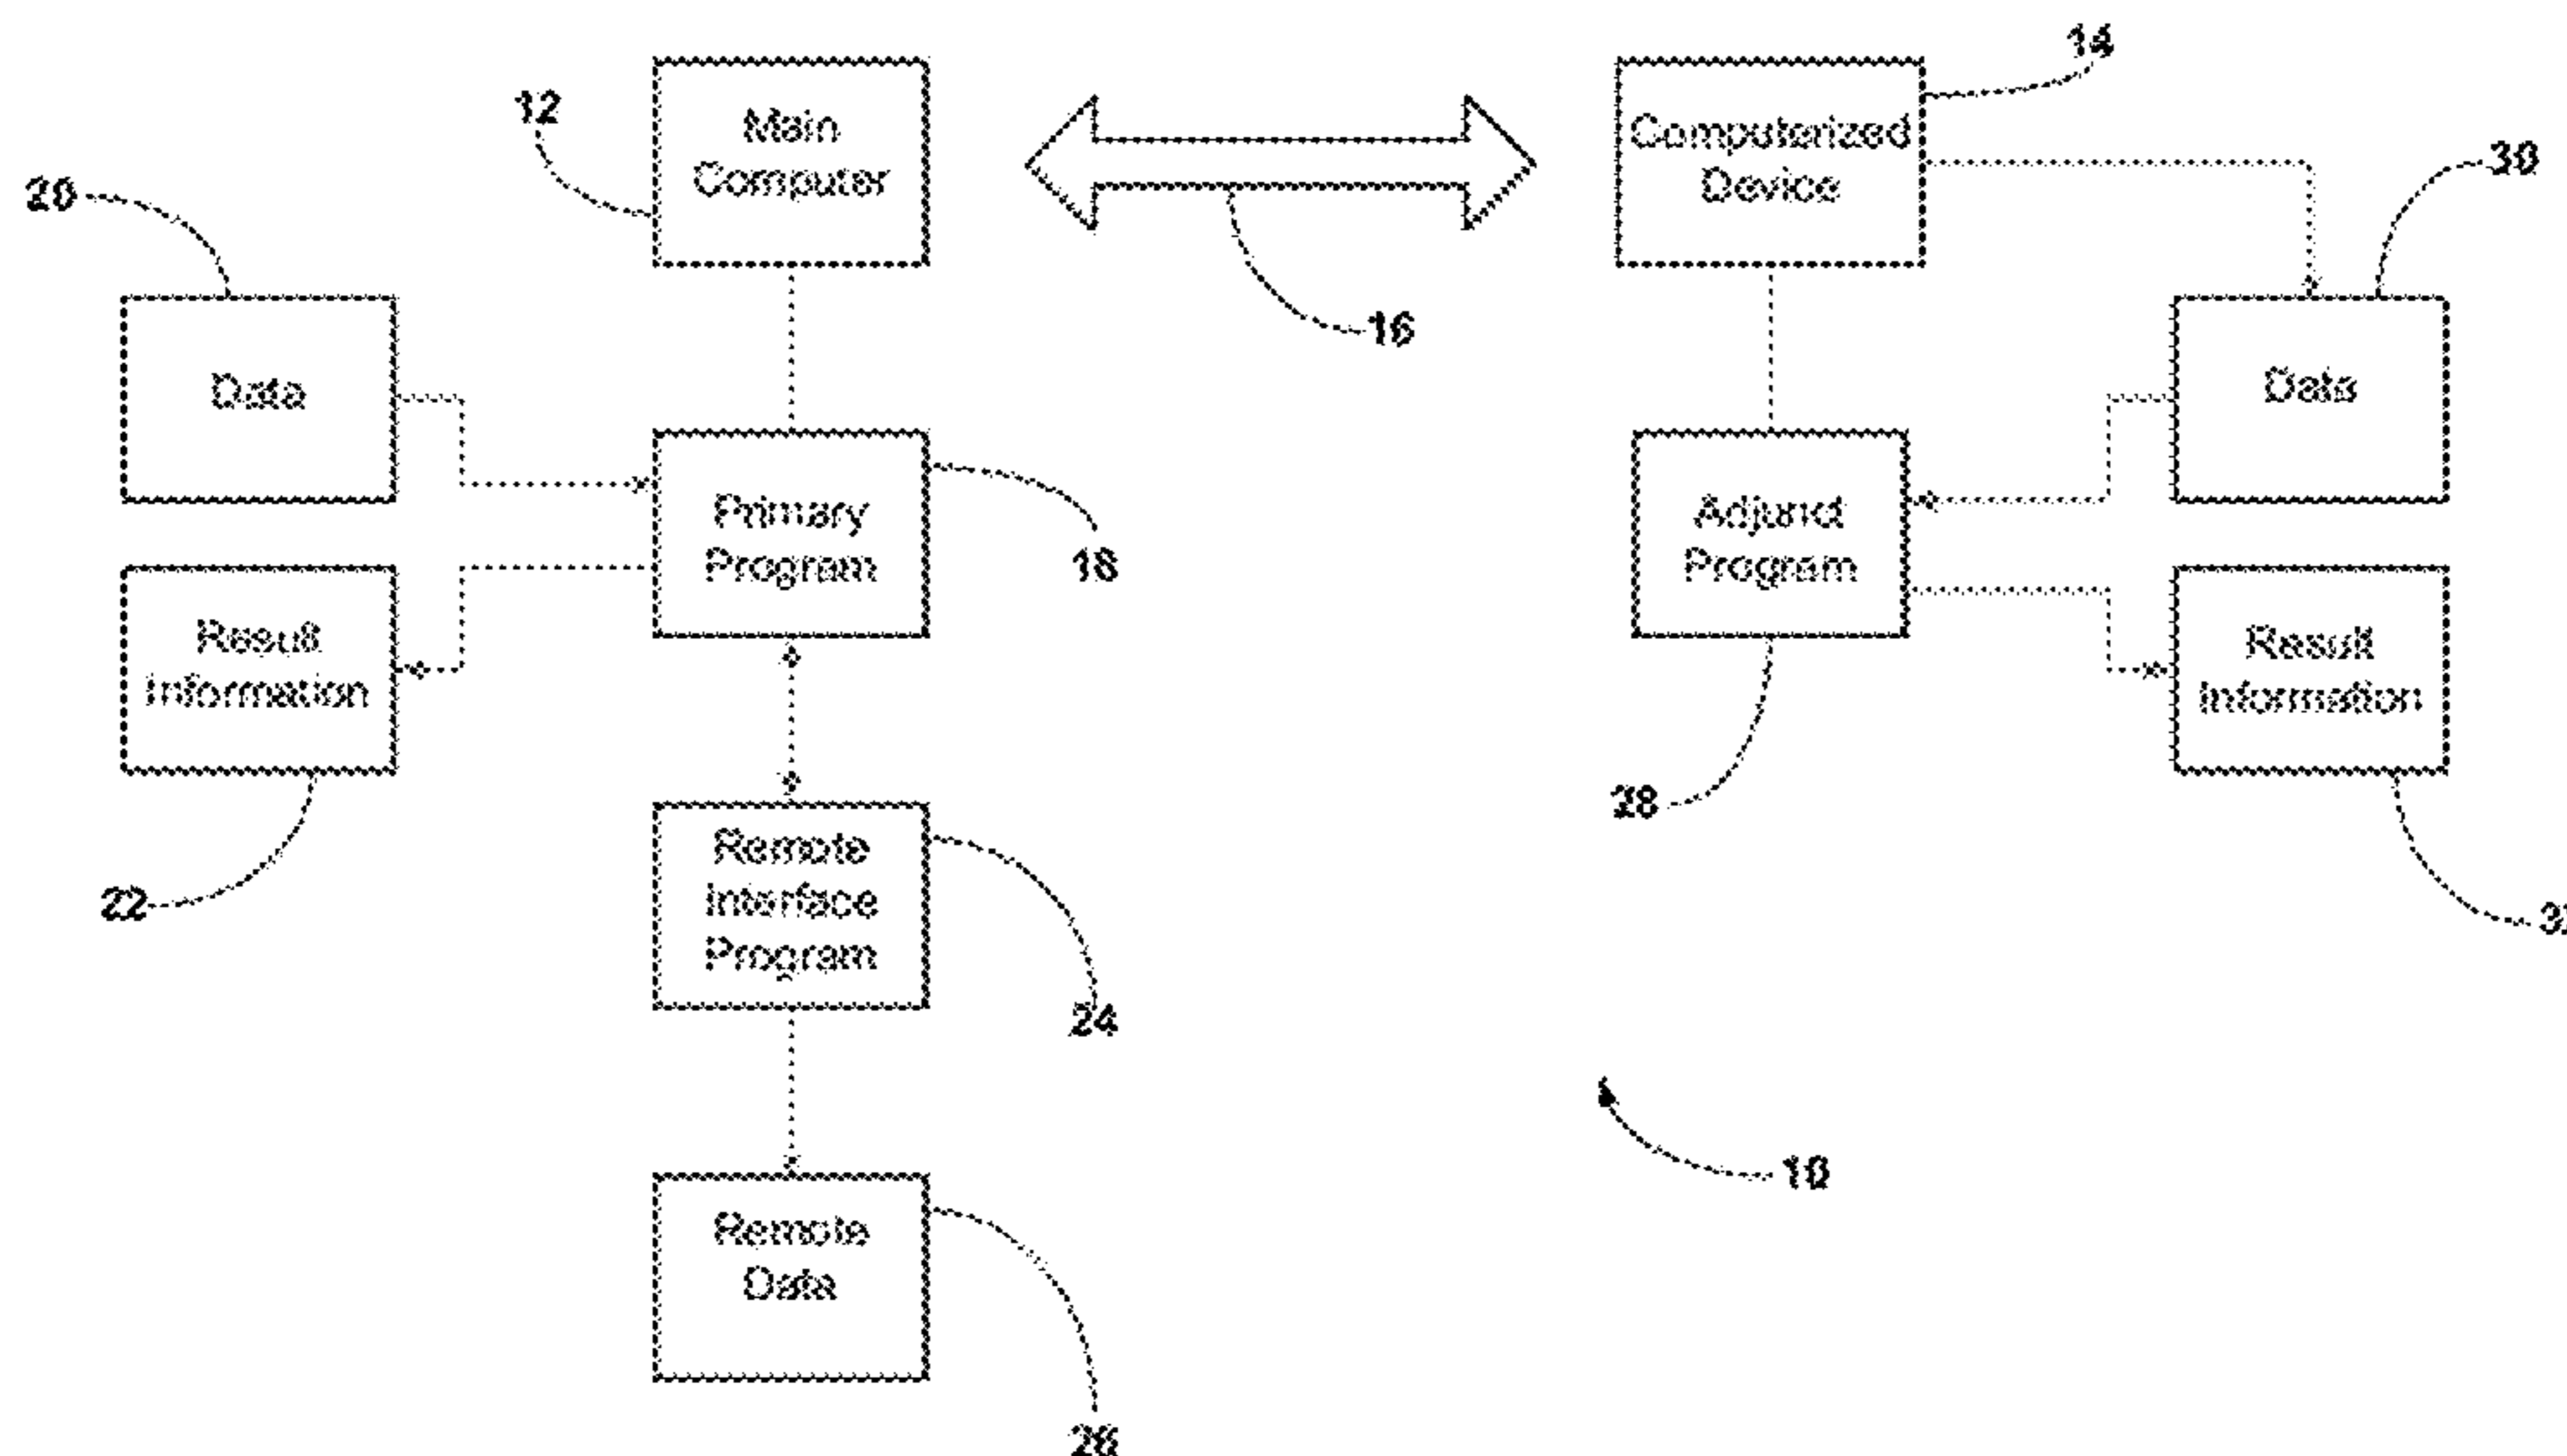 14
12
Main
Computer
Computerized
Device
30
20
16
Data
Data
Primary
Program
18
Adjunct
Program
Result
Information
Result
Information
28
Remote
Interface
Program
22
24
10
Remote
Data
26